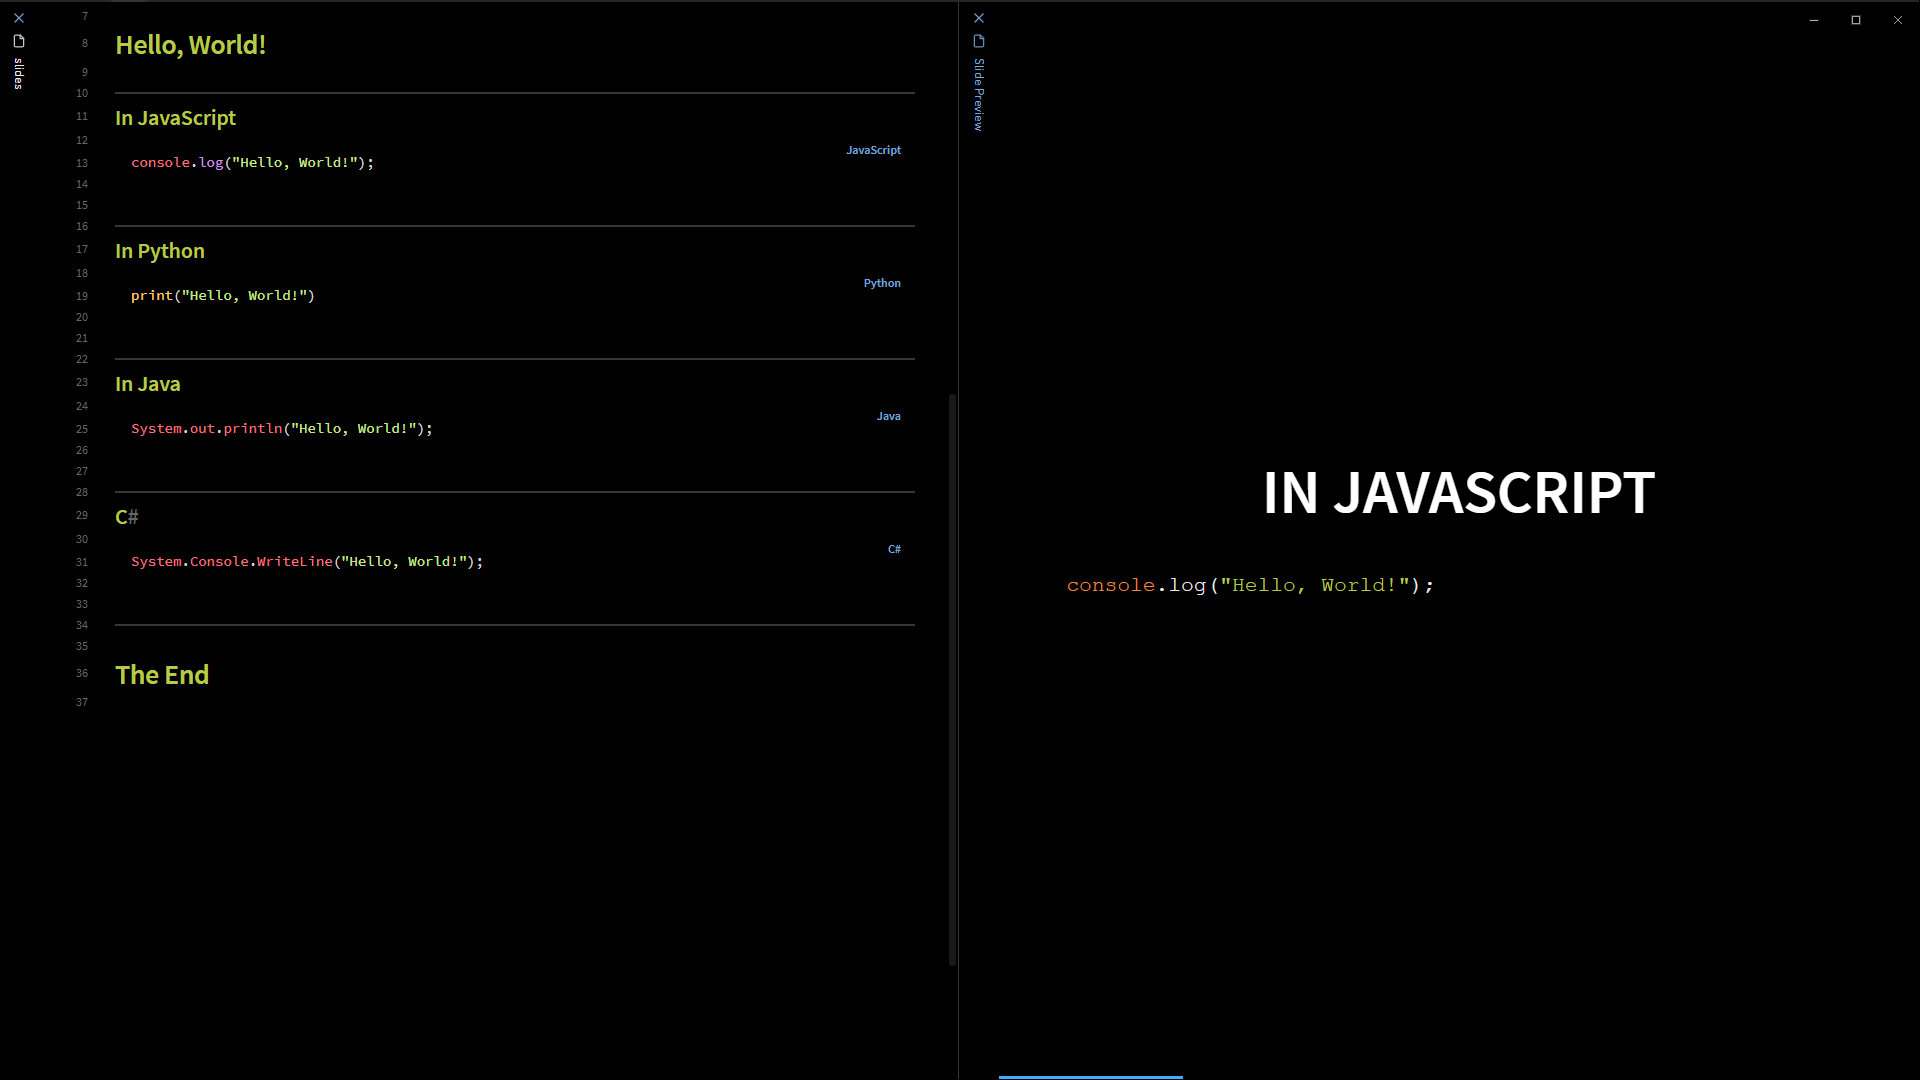 slides
7
8 Hello, World!
9
10
11 In JavaScript
12
JavaScript
13 console.log("Hello, World!");
14
15
16
17 In Python
18
Python
19 print("Hello, World!")
20
21
22
23 In Java
24
Java
25 System.out.println("Hello, World!");
26
27
28
29 C#
30
C#
31 System.Console.WriteLine("Hello, World!");
32
33
34
35
36 The End
37
Slide Preview
IN JAVASCRIPT
console.log("Hello, World!");